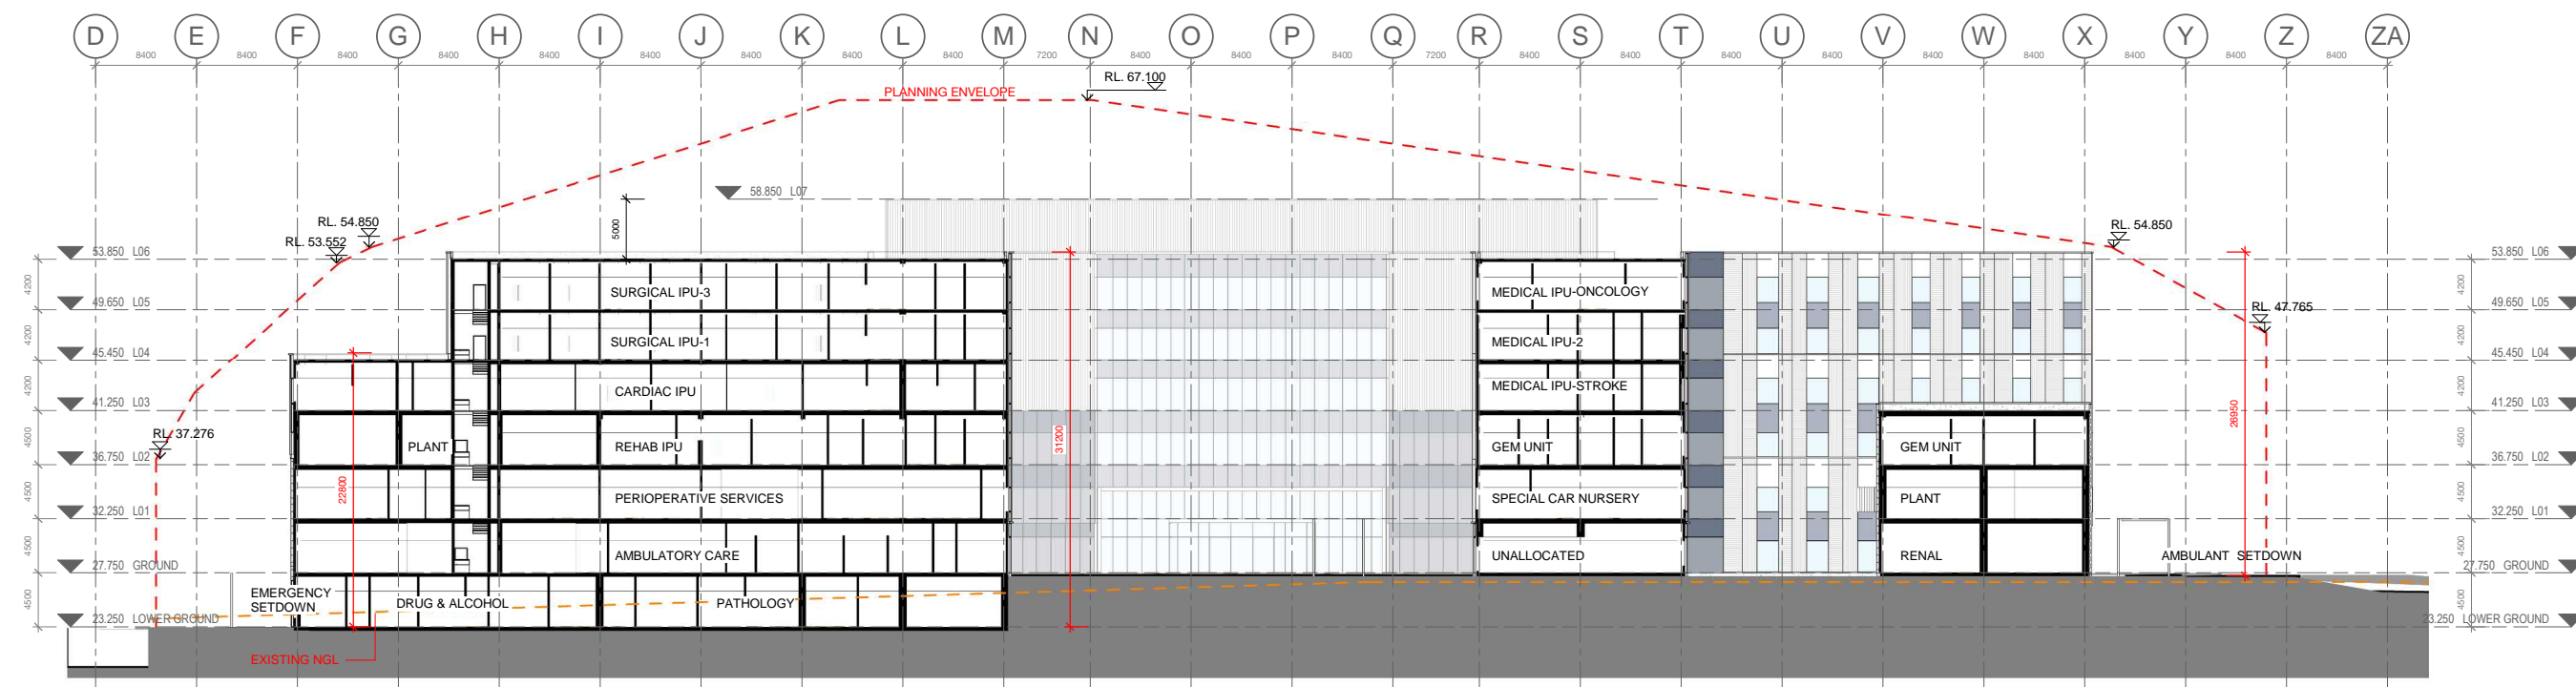 D E F G H I J K L M N O P Q R S T U V W X Y Z ZA
8400 8400 8400 8400 8400 8400 8400 8400 8400 7200 8400 8400 8400 7200 8400 8400 8400 8400 8400 8400 8400 8400 8400
RL. 67.100
PLANNING ENVELOPE
58.850 L07
5000
RL. 54.850
RL. 53.552
RL. 54.850
53.850 L06
53.850 L06
4200
SURGICAL IPU-3
MEDICAL IPU-ONCOLOGY
4200
49.650 L05
49.650 L05
RL. 47.765
4200
SURGICAL IPU-1
MEDICAL IPU-2
4200
45.450 L04
45.450 L04
4200
CARDIAC IPU
MEDICAL IPU-STROKE
4200
41.250 L03
41.250 L03
26950
RL. 37.276
31200
4500
PLANT
REHAB IPU
GEM UNIT
GEM UNIT
4500
36.750 L02
36.750 L02
22800
4500
PERIOPERATIVE SERVICES
SPECIAL CAR NURSERY
PLANT
4500
32.250 L01
32.250 L01
4500
AMBULATORY CARE
UNALLOCATED
RENAL
AMBULANT SETDOWN
4500
27.750 GROUND
27.750 GROUND
4500
EMERGENCY
SETDOWN
DRUG & ALCOHOL
PATHOLOGY
4500
23.250 LOWER GROUND
23.250 LOWER GROUND
EXISTING NGL